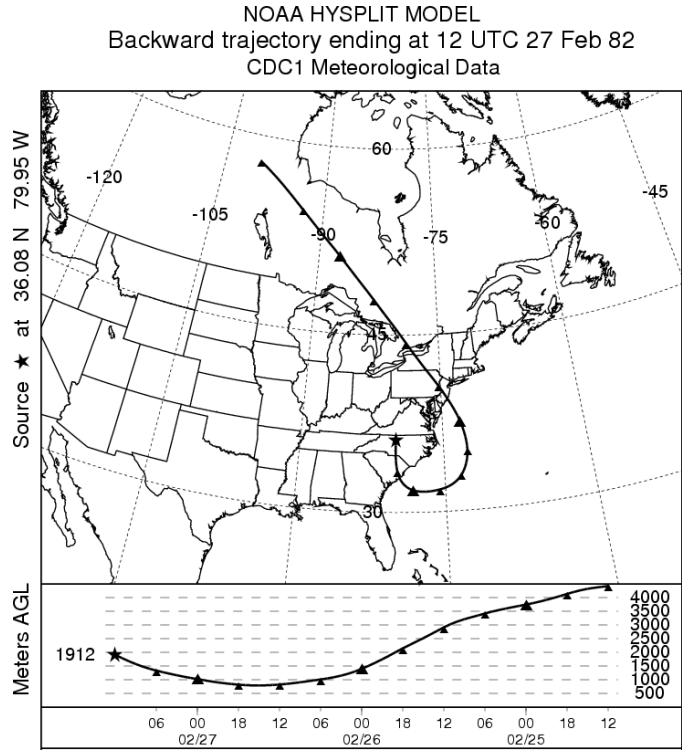 NOAA HYSPLIT MODEL
Backward trajectory ending at 12 UTC 27 Feb 82
CDC1 Meteorological Data
Source ★ at 36.08 N 79.95 W
60
-120
-45
-105
-60
-90
-75
45
30
Meters AGL
1912
4000
3500
3000
2500
2000
1500
1000
500
06 00 18 12 06 00 18 12 06 00 18 12
02/27 02/26 02/25